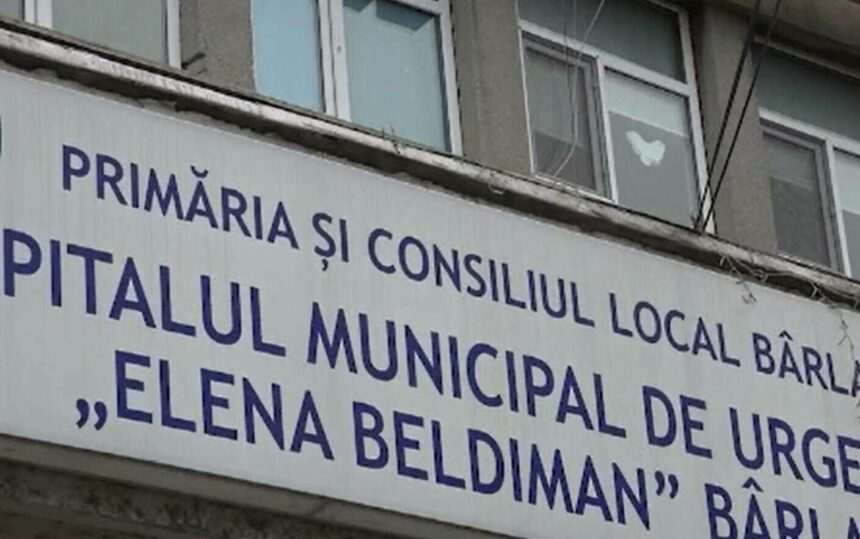 PRIMĂRIA ȘI CONSILIUL LOCAL BÂRLA
PITALUL MUNICIPAL DE URGE
„ELENA BELDIMAN” BÂRLA